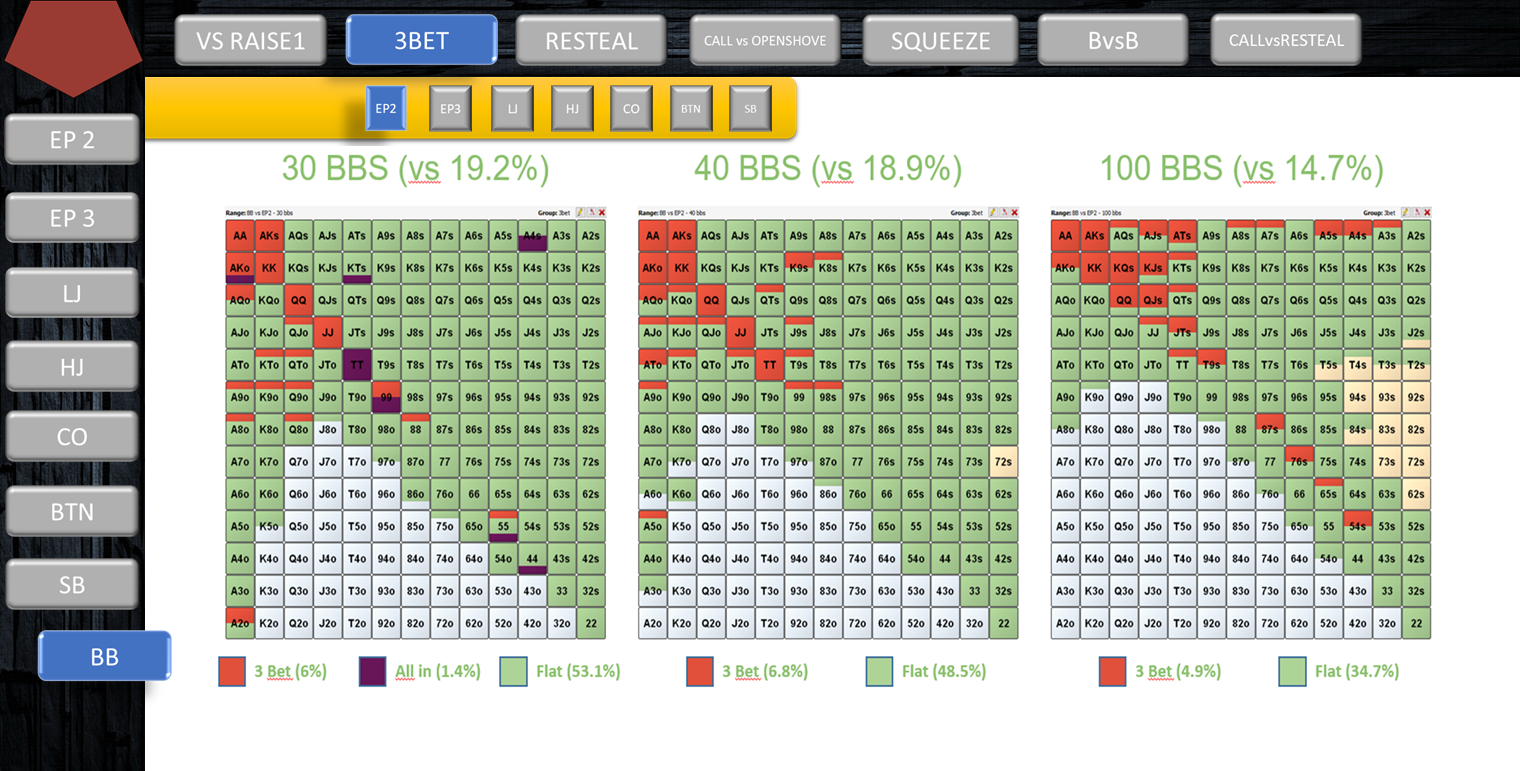 VS RAISE1 3BET RESTEAL CALL vs OPENSHOVE SQUEEZE BvsB CALLvsRESTEAL
EP2 EP3 LJ HJ CO BTN SB
EP 2
EP 3
LJ
HJ
CO
BTN
SB
BB
30 BBS (vs 19.2%)
Range: BB vs EP2 - 30 bbs Group: 3bet
AA AKs AQs AJs ATs A9s A8s A7s A6s A5s A4s A3s A2s
AKo KK KQs KJs KTs K9s K8s K7s K6s K5s K4s K3s K2s
AQo KQo QQ QJs QTs Q9s Q8s Q7s Q6s Q5s Q4s Q3s Q2s
AJo KJo QJo JJ JTs J9s J8s J7s J6s J5s J4s J3s J2s
ATo KTo QTo JTo TT T9s T8s T7s T6s T5s T4s T3s T2s
A9o K9o Q9o J9o T9o 99 98s 97s 96s 95s 94s 93s 92s
A8o K8o Q8o J8o T8o 98o 88 87s 86s 85s 84s 83s 82s
A7o K7o Q7o J7o T7o 97o 87o 77 76s 75s 74s 73s 72s
A6o K6o Q6o J6o T6o 96o 86o 76o 66 65s 64s 63s 62s
A5o K5o Q5o J5o T5o 95o 85o 75o 65o 55 54s 53s 52s
A4o K4o Q4o J4o T4o 94o 84o 74o 64o 54o 44 43s 42s
A3o K3o Q3o J3o T3o 93o 83o 73o 63o 53o 43o 33 32s
A2o K2o Q2o J2o T2o 92o 82o 72o 62o 52o 42o 32o 22
3 Bet (6%) All in (1.4%) Flat (53.1%)
40 BBS (vs 18.9%)
Range: BB vs EP2 - 40 bbs Group: 3bet
AA AKs AQs AJs ATs A9s A8s A7s A6s A5s A4s A3s A2s
AKo KK KQs KJs KTs K9s K8s K7s K6s K5s K4s K3s K2s
AQo KQo QQ QJs QTs Q9s Q8s Q7s Q6s Q5s Q4s Q3s Q2s
AJo KJo QJo JJ JTs J9s J8s J7s J6s J5s J4s J3s J2s
ATo KTo QTo JTo TT T9s T8s T7s T6s T5s T4s T3s T2s
A9o K9o Q9o J9o T9o 99 98s 97s 96s 95s 94s 93s 92s
A8o K8o Q8o J8o T8o 98o 88 87s 86s 85s 84s 83s 82s
A7o K7o Q7o J7o T7o 97o 87o 77 76s 75s 74s 73s 72s
A6o K6o Q6o J6o T6o 96o 86o 76o 66 65s 64s 63s 62s
A5o K5o Q5o J5o T5o 95o 85o 75o 65o 55 54s 53s 52s
A4o K4o Q4o J4o T4o 94o 84o 74o 64o 54o 44 43s 42s
A3o K3o Q3o J3o T3o 93o 83o 73o 63o 53o 43o 33 32s
A2o K2o Q2o J2o T2o 92o 82o 72o 62o 52o 42o 32o 22
3 Bet (6.8%) Flat (48.5%)
100 BBS (vs 14.7%)
Range: BB vs EP2 - 100 bbs Group: 3bet
AA AKs AQs AJs ATs A9s A8s A7s A6s A5s A4s A3s A2s
AKo KK KQs KJs KTs K9s K8s K7s K6s K5s K4s K3s K2s
AQo KQo QQ QJs QTs Q9s Q8s Q7s Q6s Q5s Q4s Q3s Q2s
AJo KJo QJo JJ JTs J9s J8s J7s J6s J5s J4s J3s J2s
ATo KTo QTo JTo TT T9s T8s T7s T6s T5s T4s T3s T2s
A9o K9o Q9o J9o T9o 99 98s 97s 96s 95s 94s 93s 92s
A8o K8o Q8o J8o T8o 98o 88 87s 86s 85s 84s 83s 82s
A7o K7o Q7o J7o T7o 97o 87o 77 76s 75s 74s 73s 72s
A6o K6o Q6o J6o T6o 96o 86o 76o 66 65s 64s 63s 62s
A5o K5o Q5o J5o T5o 95o 85o 75o 65o 55 54s 53s 52s
A4o K4o Q4o J4o T4o 94o 84o 74o 64o 54o 44 43s 42s
A3o K3o Q3o J3o T3o 93o 83o 73o 63o 53o 43o 33 32s
A2o K2o Q2o J2o T2o 92o 82o 72o 62o 52o 42o 32o 22
3 Bet (4.9%) Flat (34.7%)